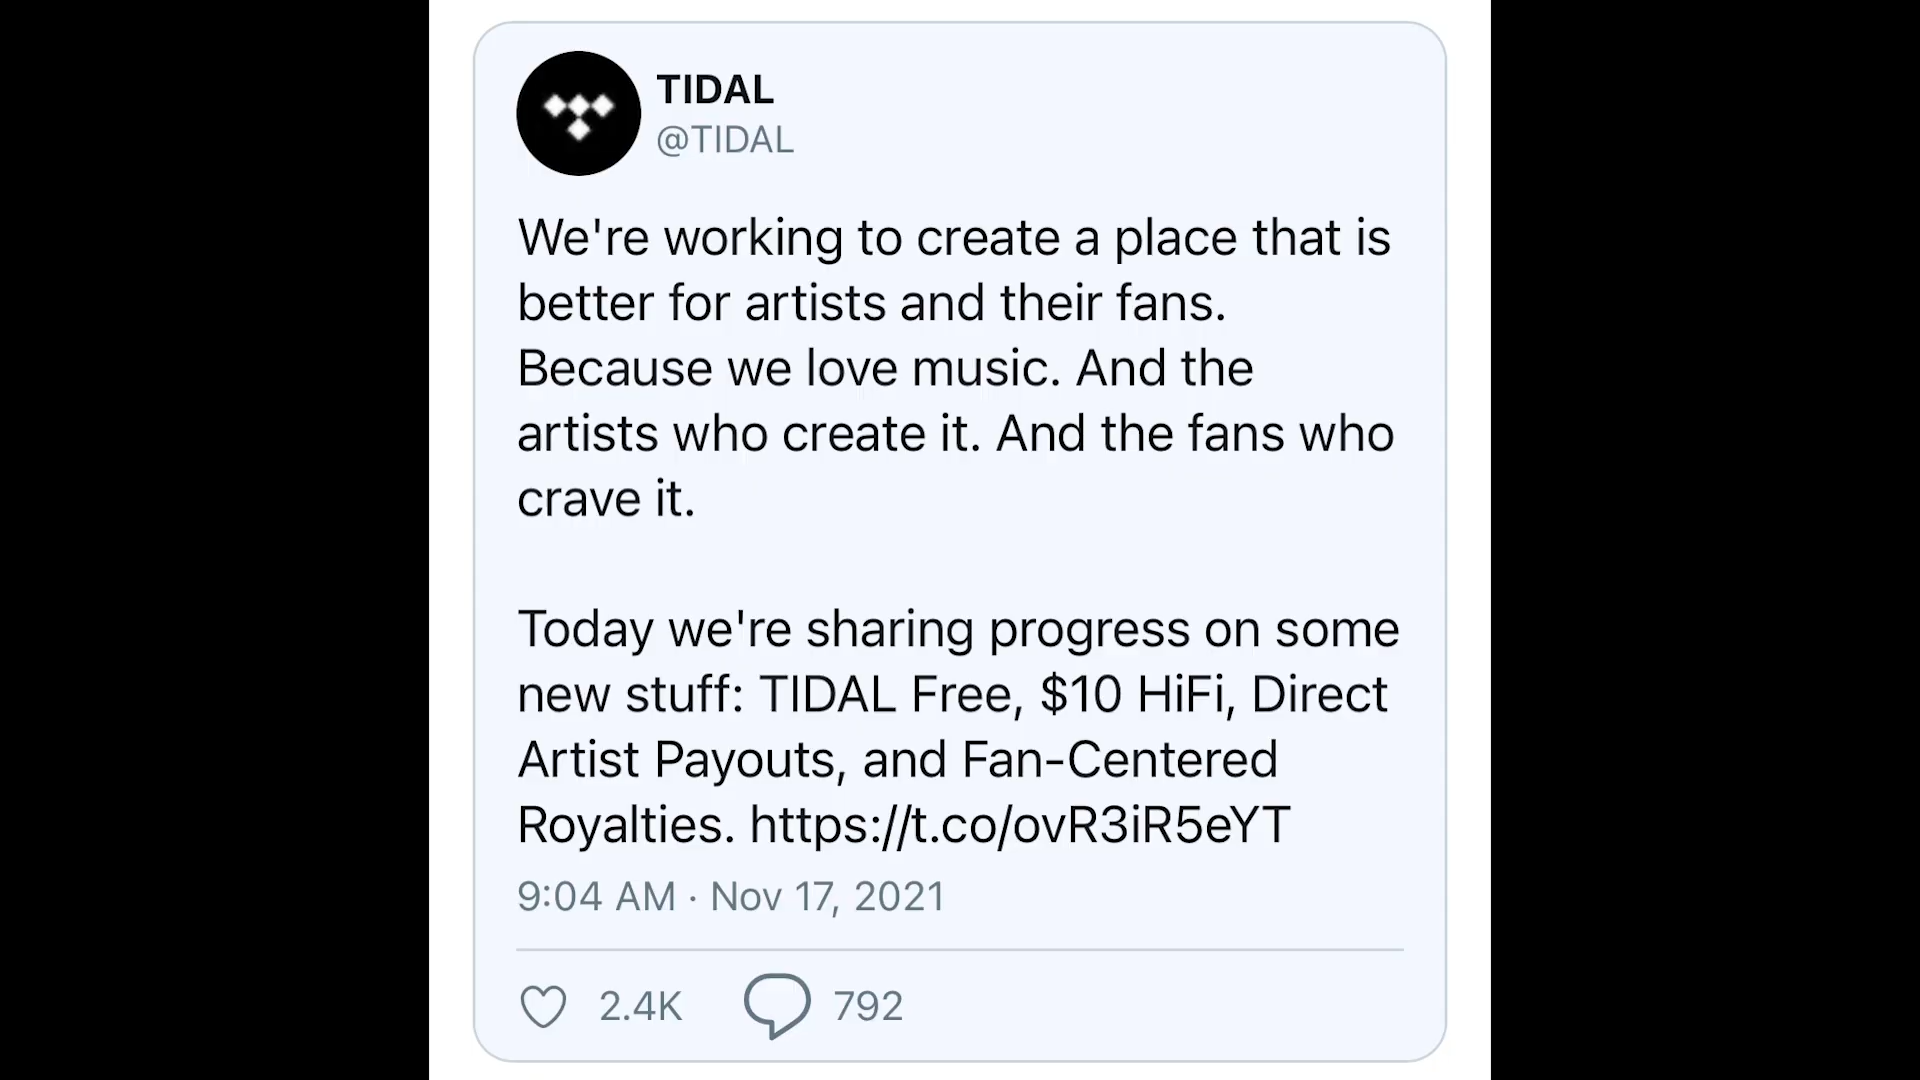 TIDAL
@TIDAL
We're working to create a place that is
better for artists and their fans.
Because we love music. And the
artists who create it. And the fans who
crave it.
Today we're sharing progress on some
new stuff: TIDAL Free, $10 HiFi, Direct
Artist Payouts, and Fan-Centered
Royalties. https://t.co/ovR3iR5eYT
9:04 AM · Nov 17, 2021
2.4K 792